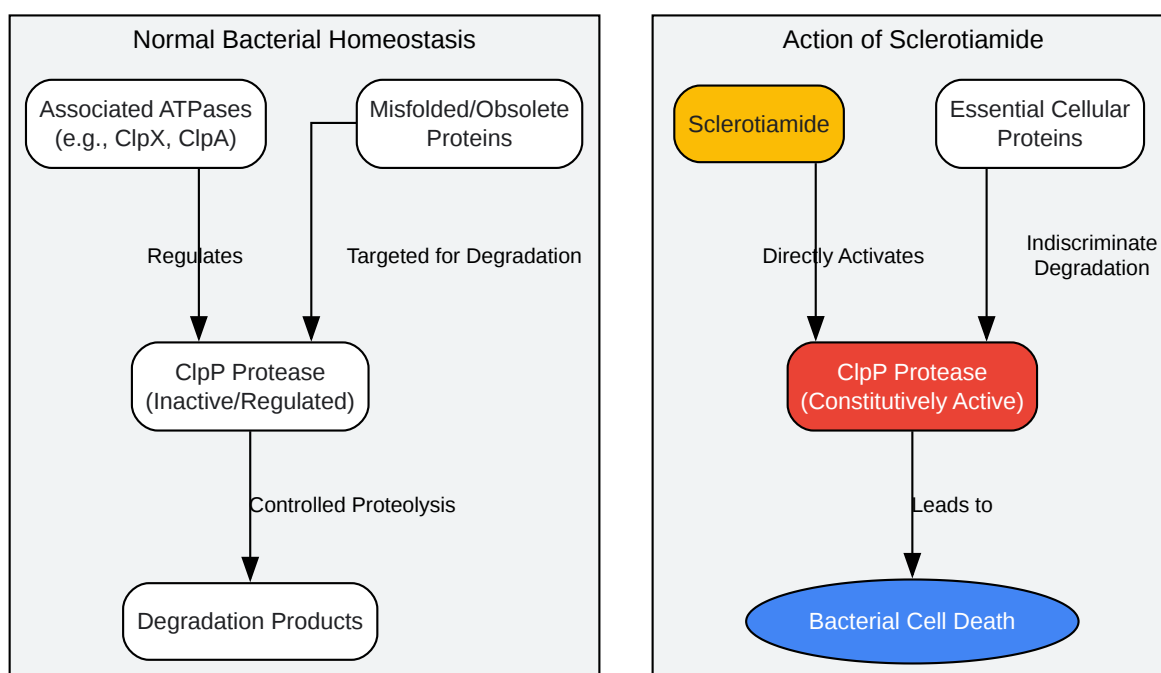 Normal Bacterial Homeostasis
Associated ATPases
(e.g., ClpX, ClpA)
Misfolded/Obsolete
Proteins
Regulates
Targeted for Degradation
ClpP Protease
(Inactive/Regulated)
Controlled Proteolysis
Degradation Products
Action of Sclerotiamide
Sclerotiamide
Essential Cellular
Proteins
Directly Activates
Indiscriminate
Degradation
ClpP Protease
(Constitutively Active)
Leads to
Bacterial Cell Death